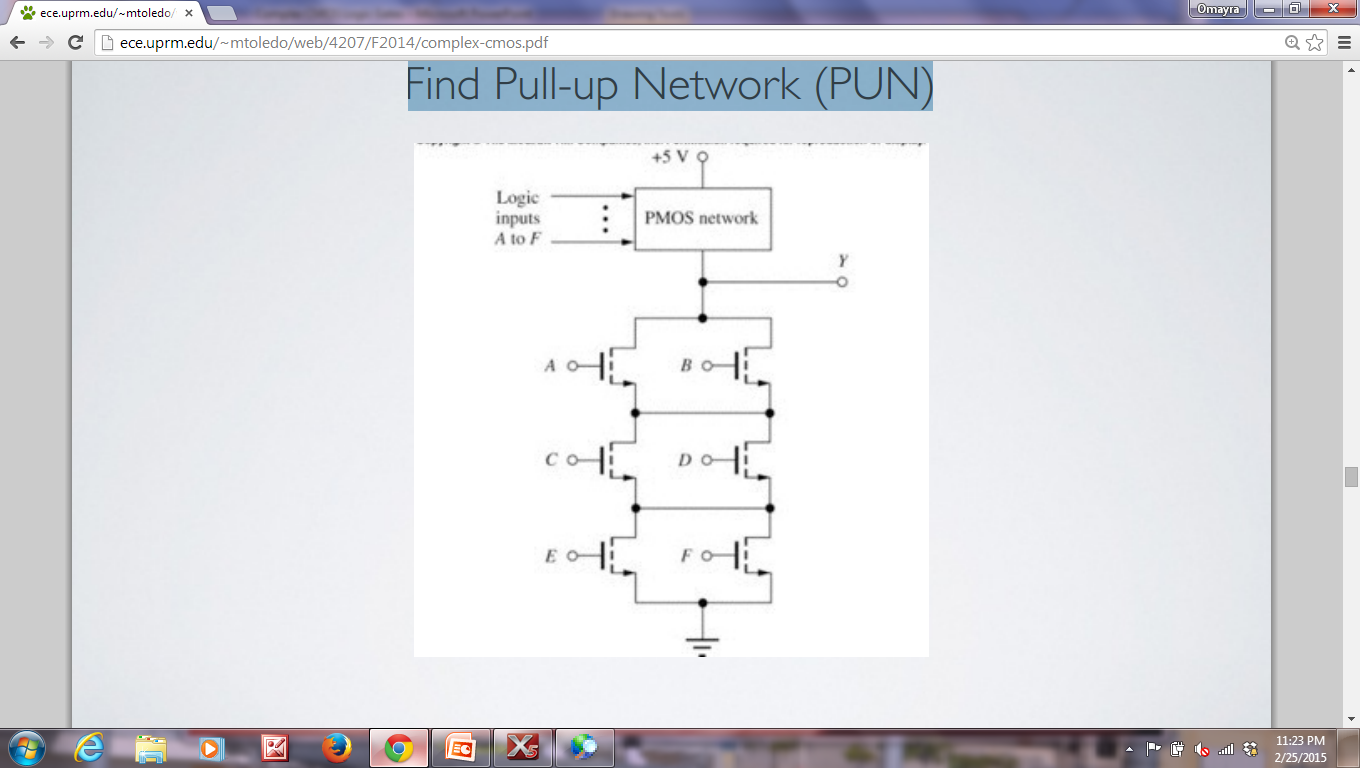 ece.uprm.edu/~mtoledo/
Omayra
ece.uprm.edu/~mtoledo/web/4207/F2014/complex-cmos.pdf
Find Pull-up Network (PUN)
+5 V
Logic
inputs
A to F
PMOS network
Y
A
B
C
D
E
F
11:23 PM
2/25/2015